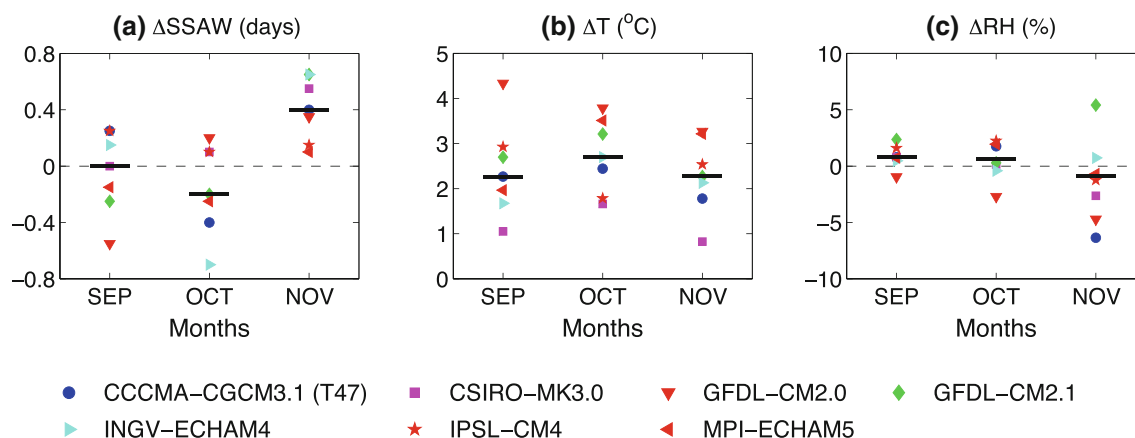 (a) ΔSSAW (days)
(b) ΔT (°C)
(c) ΔRH (%)
0.8
0.4
0
−0.4
−0.8
SEP OCT NOV
Months
5
4
3
2
1
0
SEP OCT NOV
Months
10
5
0
−5
−10
SEP OCT NOV
Months
CCCMA−CGCM3.1 (T47) CSIRO−MK3.0 GFDL−CM2.0 GFDL−CM2.1
INGV−ECHAM4 IPSL−CM4 MPI−ECHAM5